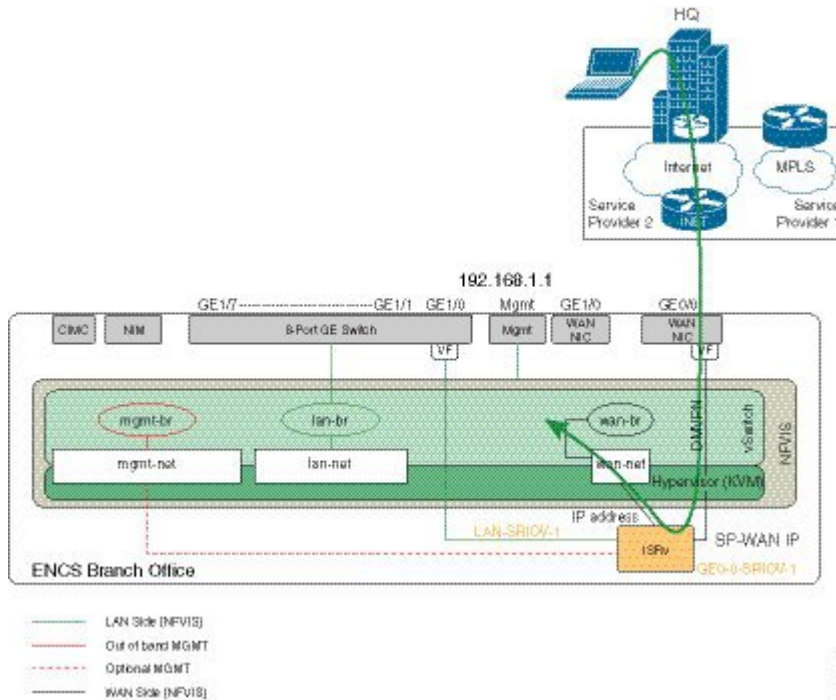 HQ
Internet
MPLS
Service Provider 2
INET
Service Provider 1
192.168.1.1
GE1/7 GE1/1 GE1/0 Mgmt GE1/0 GE0/0
CIMC
NIM
8-Port GE Switch
Mgmt
WAN NIC
WAN NIC
VF
VF
mgmt-br
lan-br
wan-br
DMVPN
vSwitch
NFVIS
mgmt-net
lan-net
wan-net
Hypervisor (KVM)
IP address
LAN-SRIOV-1
ISRv
SP-WAN IP
GE0-0-SRIOV-1
ENCS Branch Office
LAN Side (NFVIS)
Out of band MGMT
Optional MGMT
WAN Side (NFVIS)